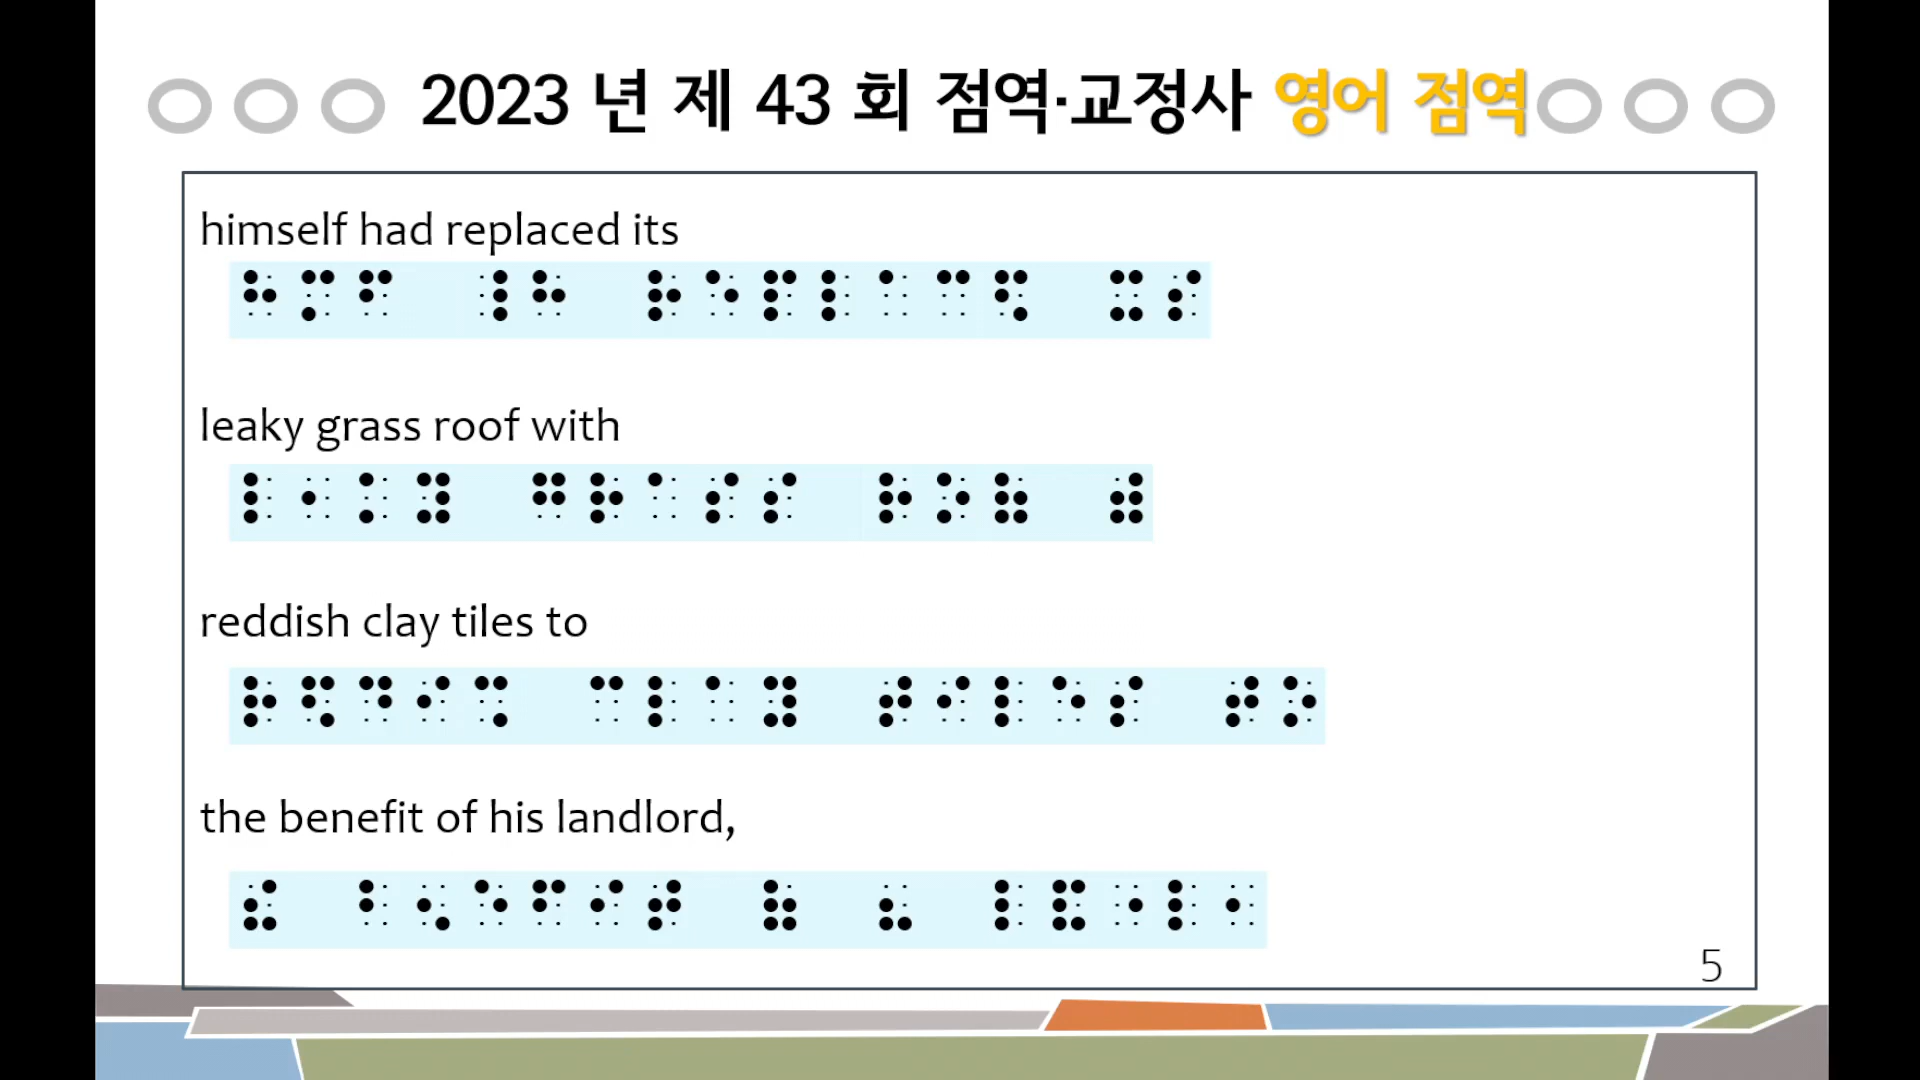 2023 년 제 43 회 점역·교정사 영어 점역
himself had replaced its
⠓⠍⠋ ⠸⠓ ⠗⠑⠏⠇⠁⠉⠫ ⠭⠎
leaky grass roof with
⠇⠂⠅⠽ ⠛⠗⠁⠎⠎ ⠗⠕⠷ ⠾
reddish clay tiles to
⠗⠫⠙⠊⠩ ⠉⠇⠁⠽ ⠞⠊⠇⠑⠎ ⠞⠕
the benefit of his landlord,
⠮ ⠃⠢⠑⠋⠊⠞ ⠷ ⠦ ⠇⠯⠐⠇⠂
5